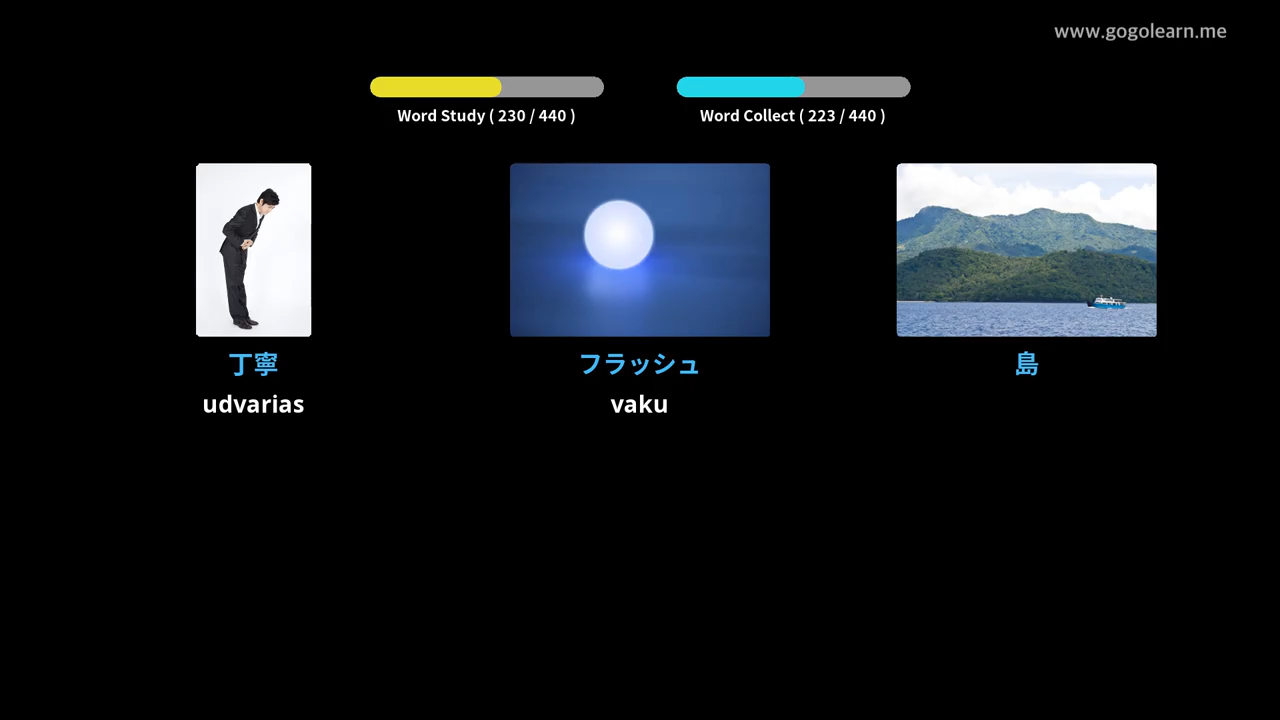 www.gogolearn.me
Word Study ( 230 / 440 )
Word Collect ( 223 / 440 )
丁寧
フラッシュ
島
udvarias
vaku